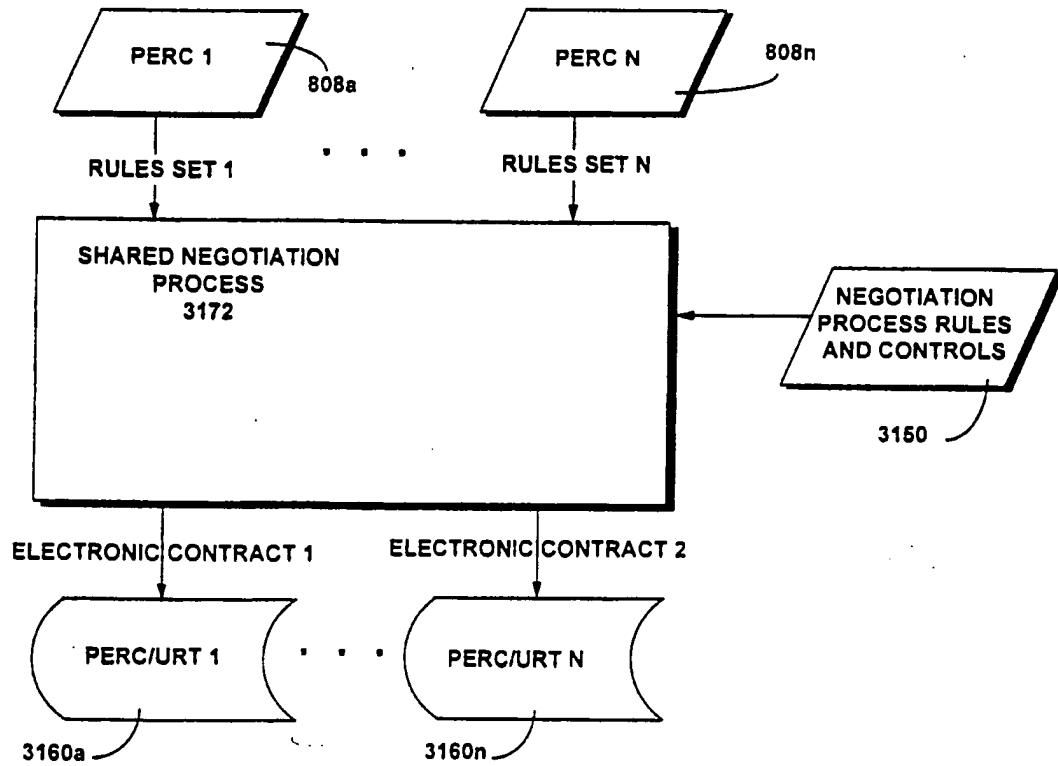 PERC 1
808a
PERC N
808n
RULES SET 1
RULES SET N
SHARED NEGOTIATION
PROCESS
3172
NEGOTIATION
PROCESS RULES
AND CONTROLS
3150
ELECTRONIC CONTRACT 1
ELECTRONIC CONTRACT 2
PERC/URT 1
PERC/URT N
3160a
3160n